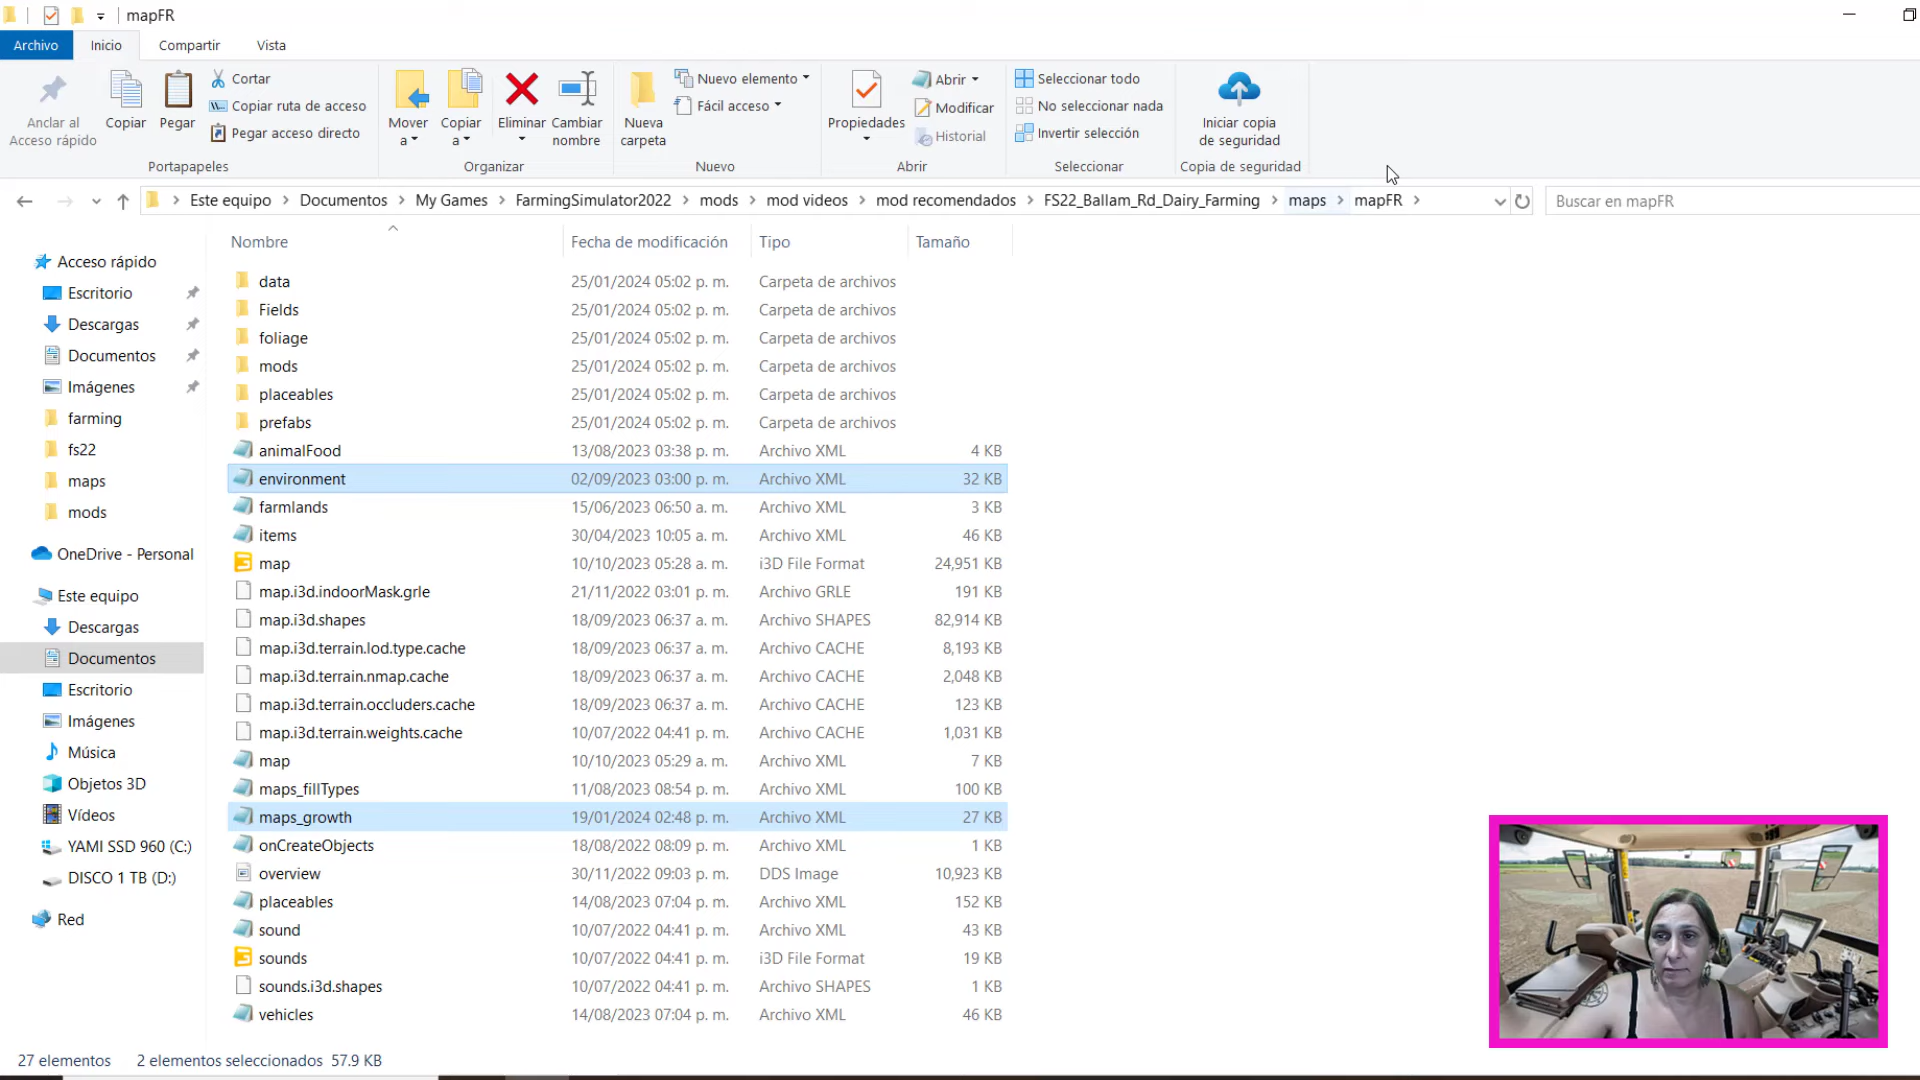 mapFR
Archivo Inicio Compartir Vista
Anclar al Acceso rápido
Copiar
Pegar
Cortar
Copiar ruta de acceso
Pegar acceso directo
Portapapeles
Mover a
Copiar a
Eliminar
Cambiar nombre
Organizar
Nueva carpeta
Nuevo elemento
Fácil acceso
Nuevo
Propiedades
Abrir
Modificar
Historial
Abrir
Seleccionar todo
No seleccionar nada
Invertir selección
Seleccionar
Iniciar copia de seguridad
Copia de seguridad
Este equipo > Documentos > My Games > FarmingSimulator2022 > mods > mod videos > mod recomendados > FS22_Ballam_Rd_Dairy_Farming > maps > mapFR >
Buscar en mapFR
Acceso rápido
Escritorio
Descargas
Documentos
Imágenes
farming
fs22
maps
mods
OneDrive - Personal
Este equipo
Descargas
Documentos
Escritorio
Imágenes
Música
Objetos 3D
Vídeos
YAMI SSD 960 (C:)
DISCO 1 TB (D:)
Red
Nombre Fecha de modificación Tipo Tamaño
data 25/01/2024 05:02 p. m. Carpeta de archivos
Fields 25/01/2024 05:02 p. m. Carpeta de archivos
foliage 25/01/2024 05:02 p. m. Carpeta de archivos
mods 25/01/2024 05:02 p. m. Carpeta de archivos
placeables 25/01/2024 05:02 p. m. Carpeta de archivos
prefabs 25/01/2024 05:02 p. m. Carpeta de archivos
animalFood 13/08/2023 03:38 p. m. Archivo XML 4 KB
environment 02/09/2023 03:00 p. m. Archivo XML 32 KB
farmlands 15/06/2023 06:50 a. m. Archivo XML 3 KB
items 30/04/2023 10:05 a. m. Archivo XML 46 KB
map 10/10/2023 05:28 a. m. i3D File Format 24,951 KB
map.i3d.indoorMask.grle 21/11/2022 03:01 p. m. Archivo GRLE 191 KB
map.i3d.shapes 18/09/2023 06:37 a. m. Archivo SHAPES 82,914 KB
map.i3d.terrain.lod.type.cache 18/09/2023 06:37 a. m. Archivo CACHE 8,193 KB
map.i3d.terrain.nmap.cache 18/09/2023 06:37 a. m. Archivo CACHE 2,048 KB
map.i3d.terrain.occluders.cache 18/09/2023 06:37 a. m. Archivo CACHE 123 KB
map.i3d.terrain.weights.cache 10/07/2022 04:41 p. m. Archivo CACHE 1,031 KB
map 10/10/2023 05:29 a. m. Archivo XML 7 KB
maps_fillTypes 11/08/2023 08:54 p. m. Archivo XML 100 KB
maps_growth 19/01/2024 02:48 p. m. Archivo XML 27 KB
onCreateObjects 18/08/2022 08:09 p. m. Archivo XML 1 KB
overview 30/11/2022 09:03 p. m. DDS Image 10,923 KB
placeables 14/08/2023 07:04 p. m. Archivo XML 152 KB
sound 10/07/2022 04:41 p. m. Archivo XML 43 KB
sounds 10/07/2022 04:41 p. m. i3D File Format 19 KB
sounds.i3d.shapes 10/07/2022 04:41 p. m. Archivo SHAPES 1 KB
vehicles 14/08/2023 07:04 p. m. Archivo XML 46 KB
27 elementos 2 elementos seleccionados 57.9 KB